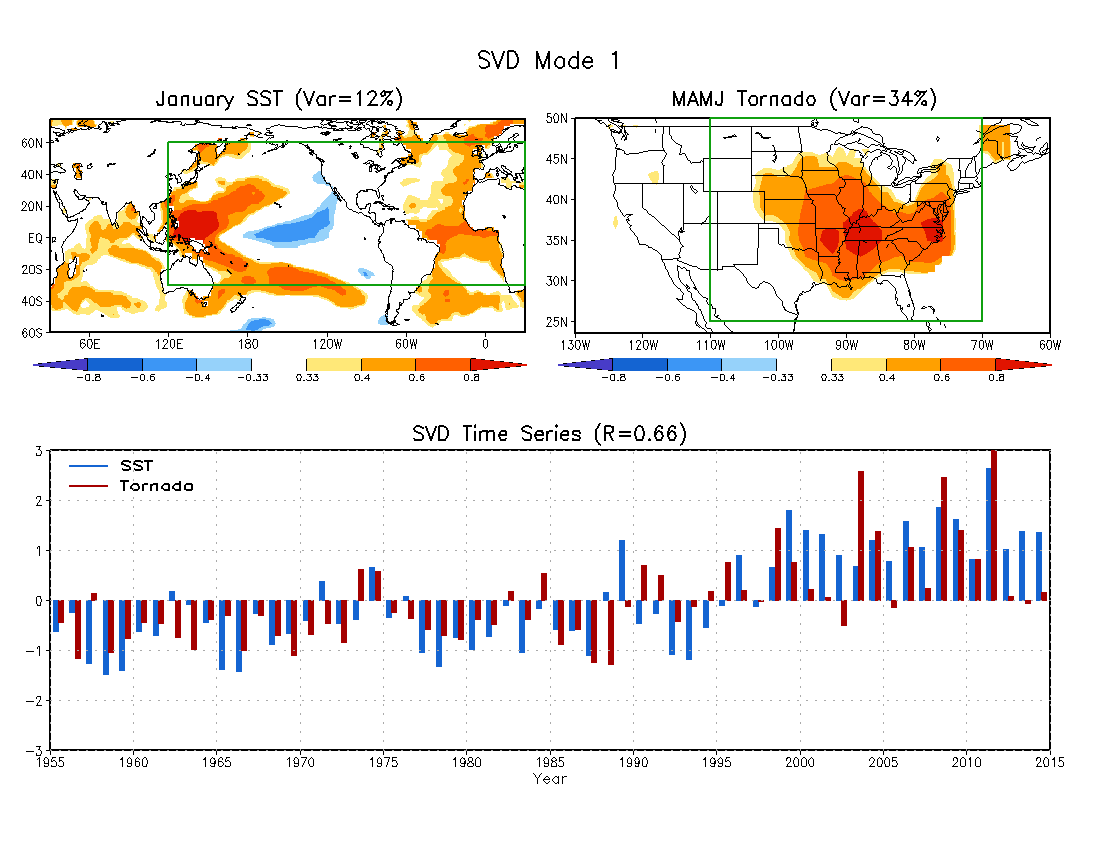 SVD Mode 1
January SST (Var=12%)
MAMJ Tornado (Var=34%)
60N
40N
20N
EQ
20S
40S
60S
60E 120E 180 120W 60W 0
-0.8 -0.6 -0.4 -0.33 0.33 0.4 0.6 0.8
50N
45N
40N
35N
30N
25N
130W 120W 110W 100W 90W 80W 70W 60W
-0.8 -0.6 -0.4 -0.33 0.33 0.4 0.6 0.8
SVD Time Series (R=0.66)
SST
Tornado
3
2
1
0
-1
-2
-3
1955 1960 1965 1970 1975 1980 1985 1990 1995 2000 2005 2010 2015
Year